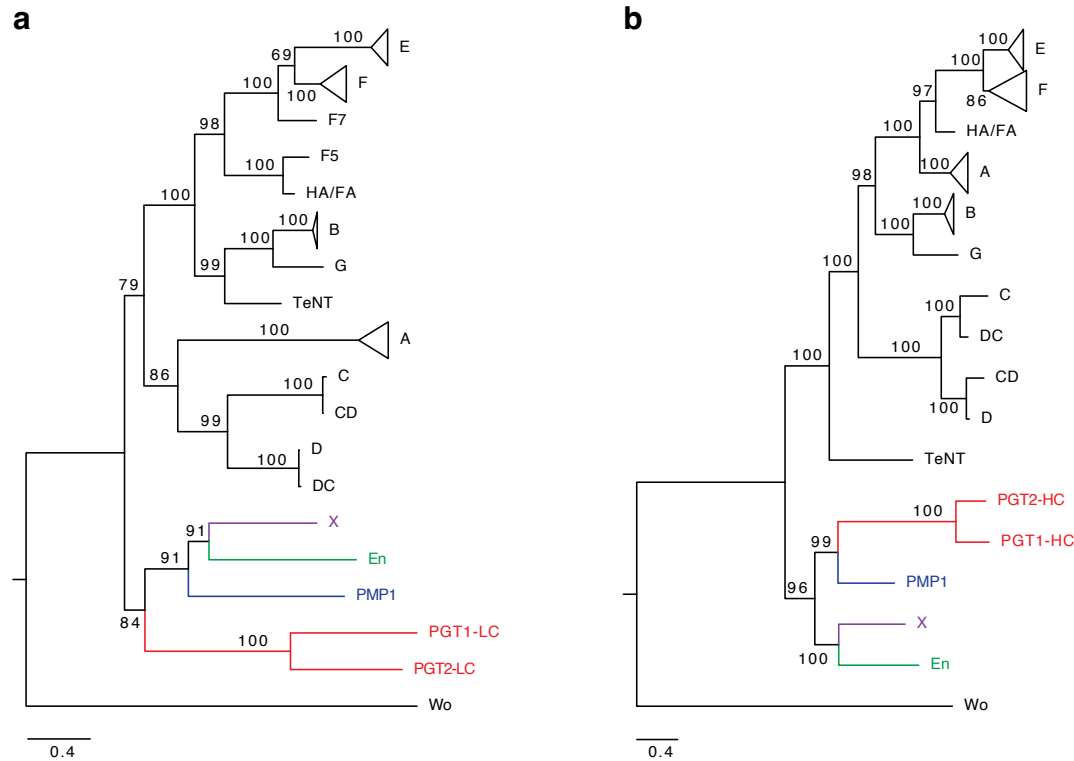 a
100
E
69
100
F
100
F7
98
F5
100
HA/FA
100
100
B
100
G
99
TeNT
79
100
A
86
100
C
CD
99
D
100
DC
91
X
91
En
PMP1
84
PGT1-LC
100
PGT2-LC
Wo
0.4
b
100
E
100
F
86
97
HA/FA
100
100
A
98
100
B
100
G
100
C
100
DC
100
CD
100
D
100
TeNT
PGT2-HC
100
PGT1-HC
99
PMP1
96
X
100
En
Wo
0.4